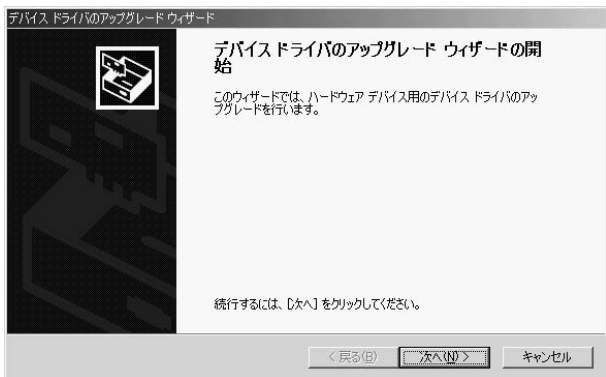 デバイス ドライバのアップグレード ウィザード
デバイス ドライバのアップグレード ウィザードの開
始
このウィザードでは、ハードウェア デバイス用のデバイス ドライバのアッ
プグレードを行います。
続行するには、[次へ] をクリックしてください。
< 戻る(B)
次へ(N) >
キャンセル